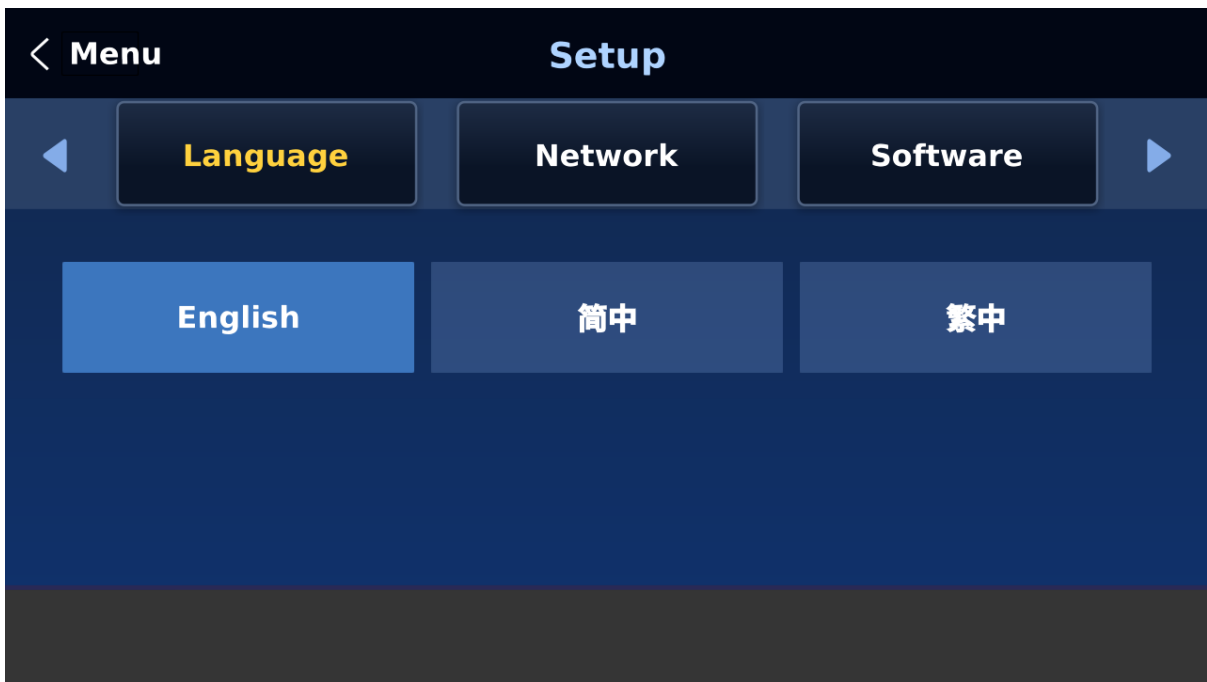 Menu
Setup
Language
Network
Software
English
简中
繁中